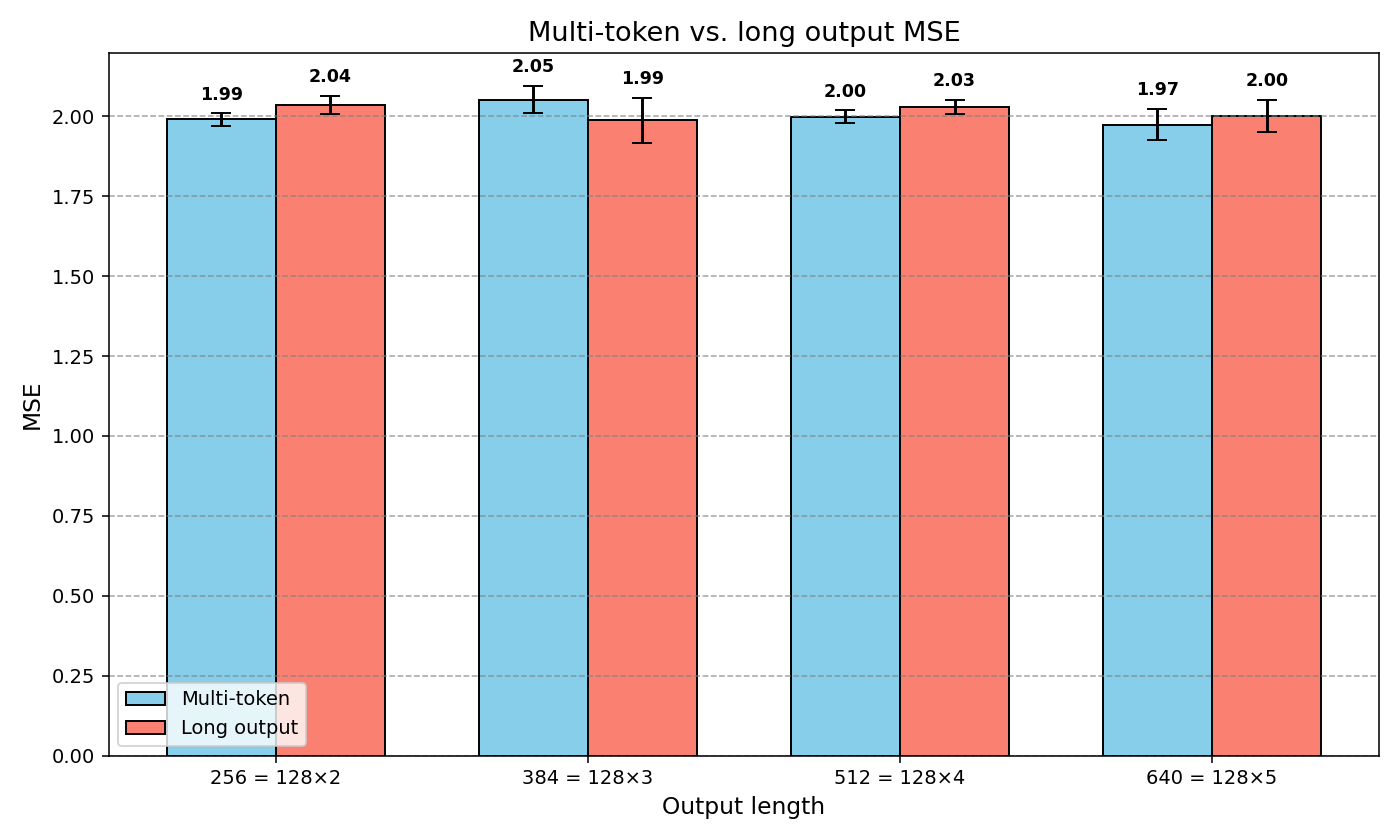 Multi-token vs. long output MSE
1.99
2.04
2.05
1.99
2.00
2.03
1.97
2.00
2.00
1.75
1.50
1.25
1.00
0.75
0.50
0.25
0.00
MSE
Multi-token
Long output
256 = 128×2
384 = 128×3
512 = 128×4
640 = 128×5
Output length